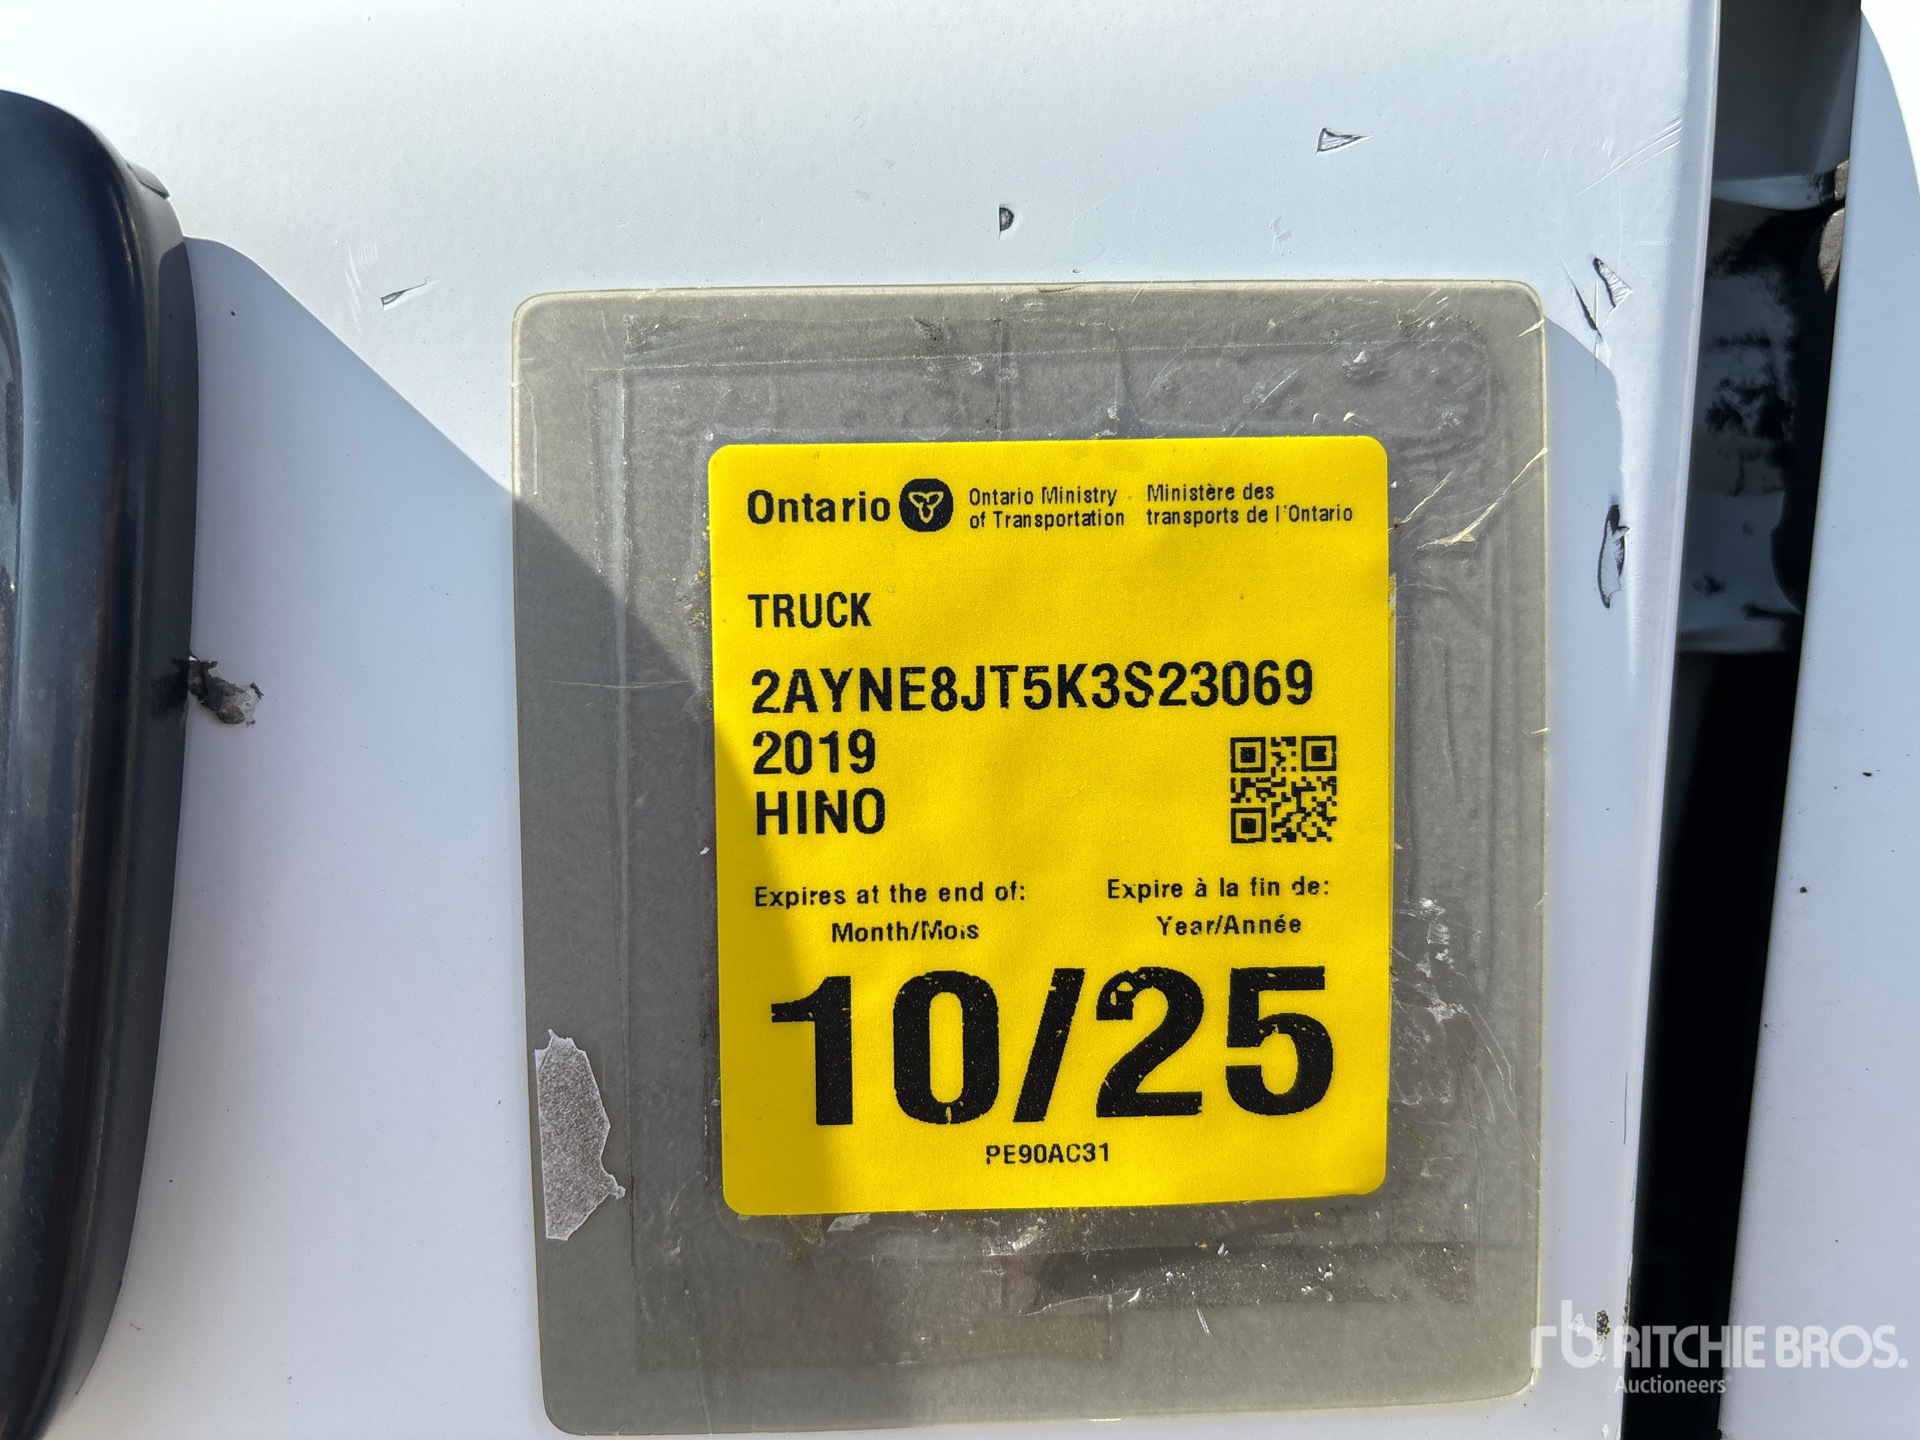 Ontario
Ontario Ministry
of Transportation
Ministère des
transports de l'Ontario
TRUCK
2AYNE8JT5K3S23069
2019
HINO
Expires at the end of:
Month/Mois
Expire à la fin de:
Year/Année
10/25
PE90AC31
rb RITCHIE BROS.
Auctioneers